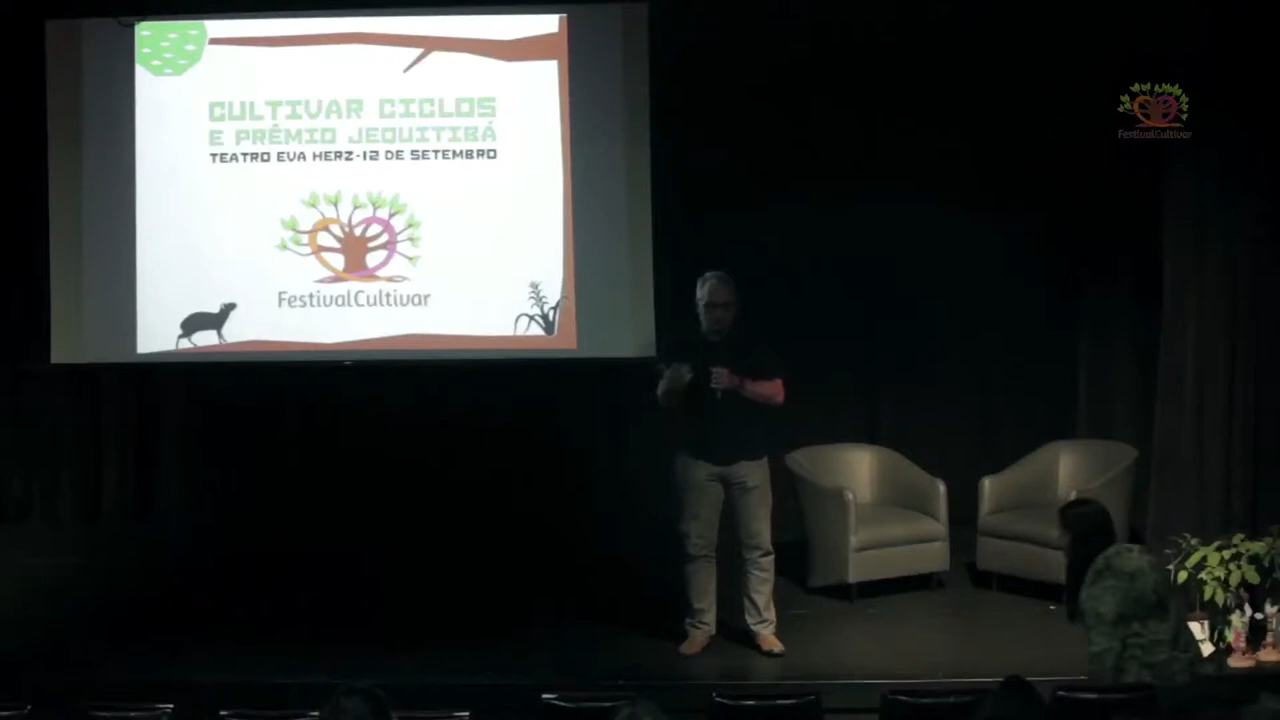 CULTIVAR CICLOS
E PRÊMIO JEQUITIBÁ
TEATRO EVA HERZ-12 DE SETEMBRO
FestivalCultivar
FestivalCultivar